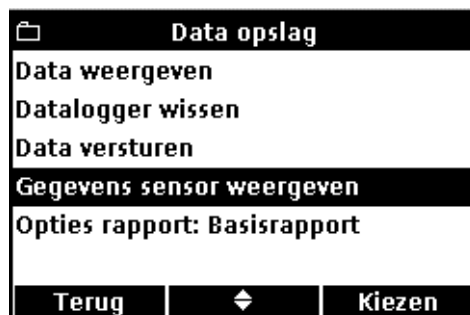 Data opslag
Data weergeven
Datalogger wissen
Data versturen
Gegevens sensor weergeven
Opties rapport: Basisrapport
Terug Kiezen